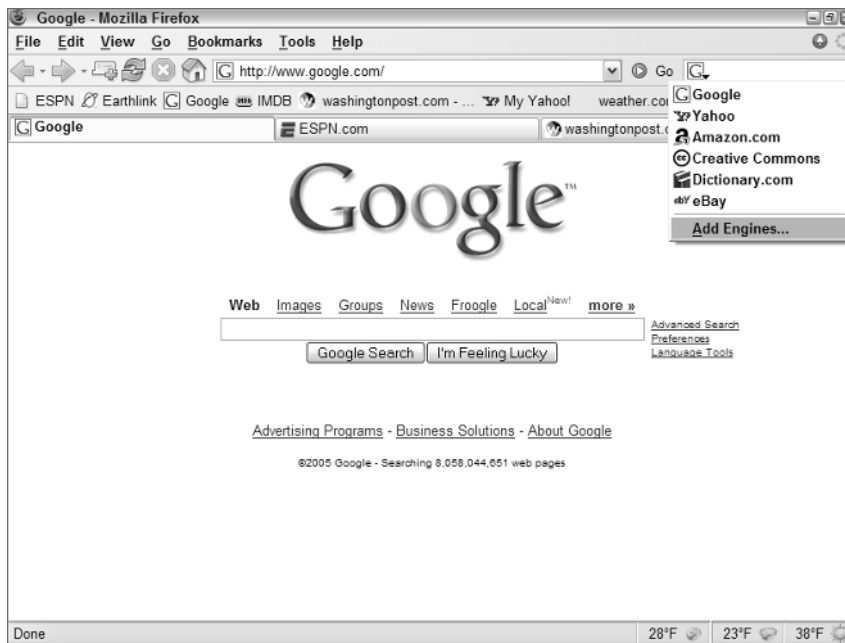 Google - Mozilla Firefox
File Edit View Go Bookmarks Tools Help
G http://www.google.com/ Go G
ESPN Earthlink G Google IMDB washingtonpost.com - ... Y? My Yahoo! weather.co
G Google ESPN.com washingtonpost.
G Google
Y? Yahoo
a Amazon.com
cc Creative Commons
Dictionary.com
ebY eBay
Add Engines...
Google™
Web Images Groups News Froogle Local New! more »
Advanced Search
Preferences
Language Tools
Google Search I'm Feeling Lucky
Advertising Programs - Business Solutions - About Google
©2005 Google - Searching 8,058,044,651 web pages
Done 28°F 23°F 38°F